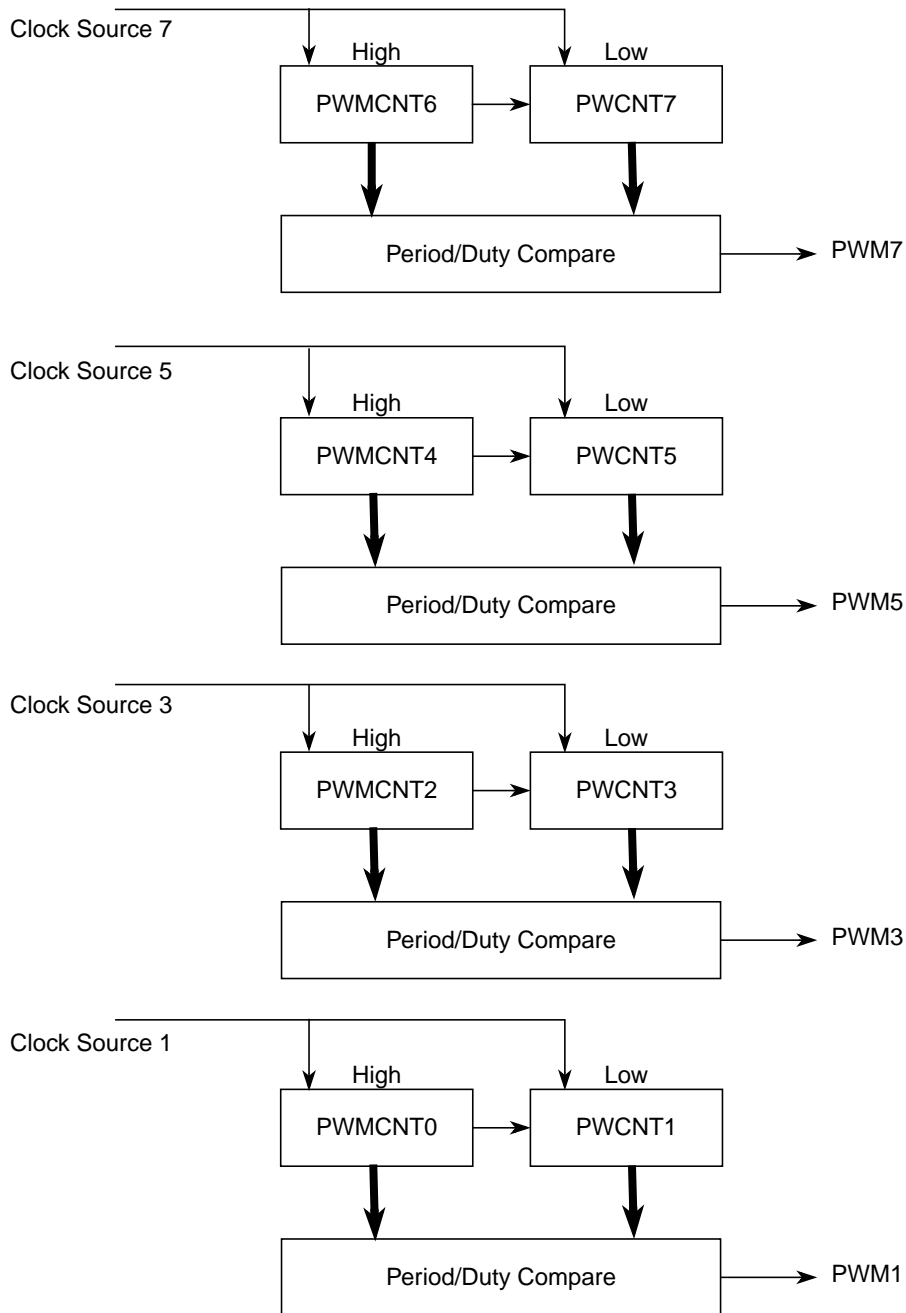 Clock Source 7
High Low
PWMCNT6 PWCNT7
Period/Duty Compare PWM7
Clock Source 5
High Low
PWMCNT4 PWCNT5
Period/Duty Compare PWM5
Clock Source 3
High Low
PWMCNT2 PWCNT3
Period/Duty Compare PWM3
Clock Source 1
High Low
PWMCNT0 PWCNT1
Period/Duty Compare PWM1